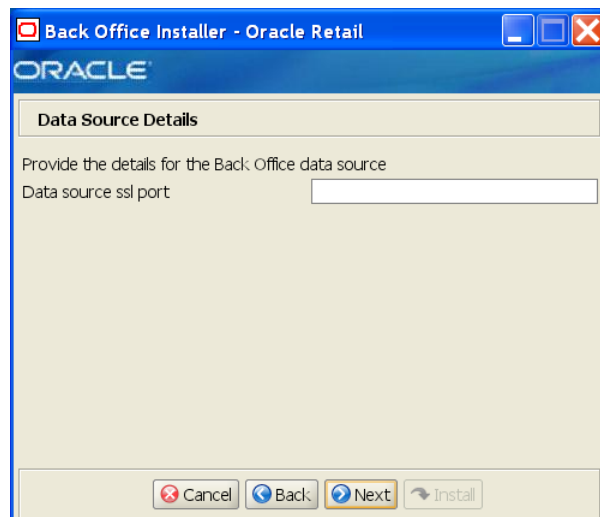 Back Office Installer - Oracle Retail
ORACLE
Data Source Details
Provide the details for the Back Office data source
Data source ssl port
Cancel Back Next Install